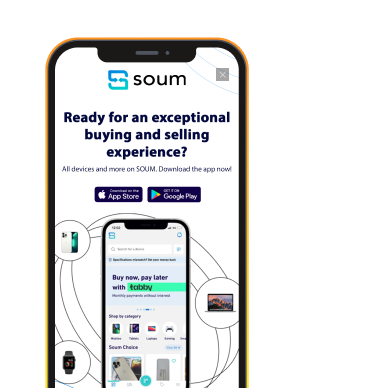 soum
Ready for an exceptional
buying and selling
experience?
All devices and more on SOUM. Download the app now!
Download on the
App Store
GET IT ON
Google Play
Search for a device
Specifications mismatch? Get your money back
Buy now, pay later
with tabby
Monthly payments without interest
Shop by category
Mobiles Tablets Laptops Gaming
Soum Choice